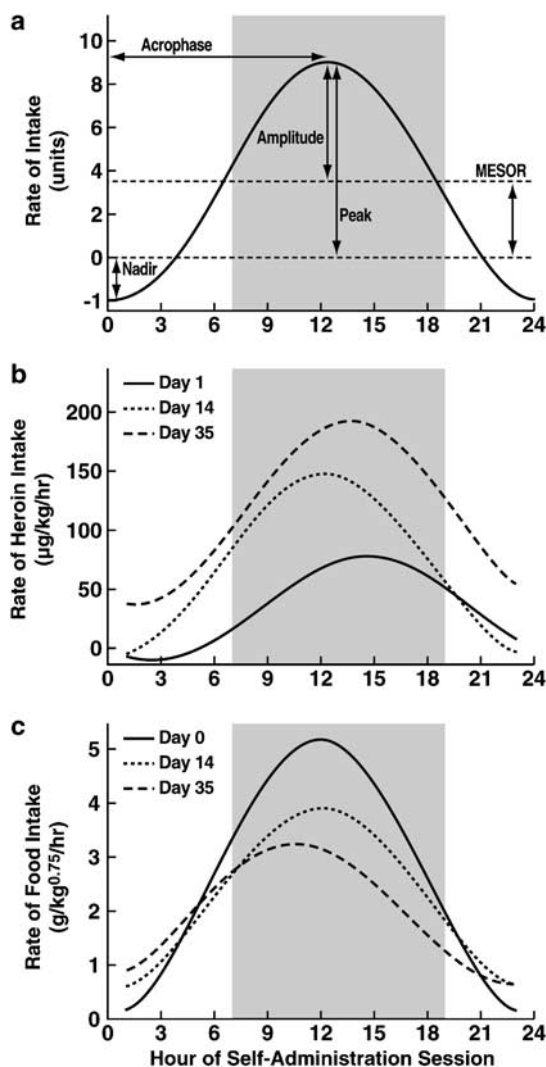 a
Rate of Intake
(units)
10
8
6
4
2
0
-1
Acrophase
Amplitude
Peak
MESOR
Nadir
0 3 6 9 12 15 18 21 24
b
Rate of Heroin Intake
(µg/kg/hr)
Day 1
Day 14
Day 35
200
150
100
50
0
0 3 6 9 12 15 18 21 24
c
Rate of Food Intake
(g/kg0.75/hr)
Day 0
Day 14
Day 35
5
4
3
2
1
0
0 3 6 9 12 15 18 21 24
Hour of Self-Administration Session